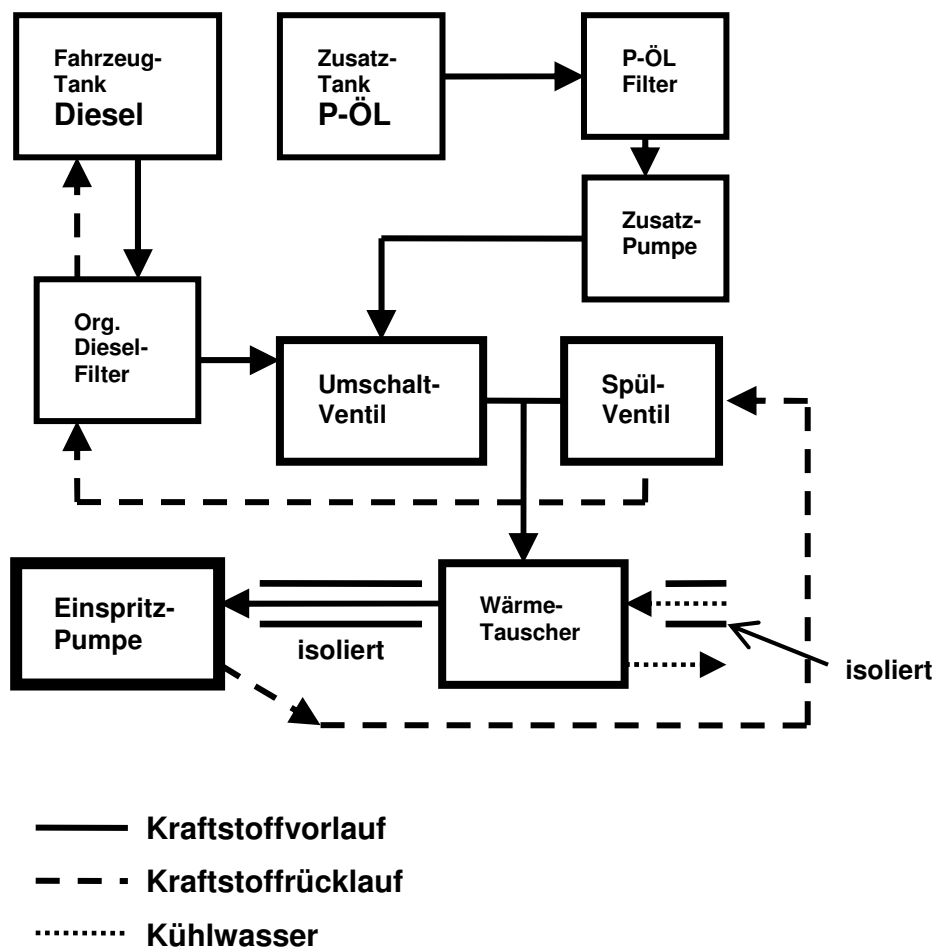 Fahrzeug-
Tank
Diesel
Zusatz-
Tank
P-ÖL
P-ÖL
Filter
Zusatz-
Pumpe
Org.
Diesel-
Filter
Umschalt-
Ventil
Spül-
Ventil
Einspritz-
Pumpe
isoliert
Wärme-
Tauscher
isoliert
Kraftstoffvorlauf
Kraftstoffrücklauf
Kühlwasser